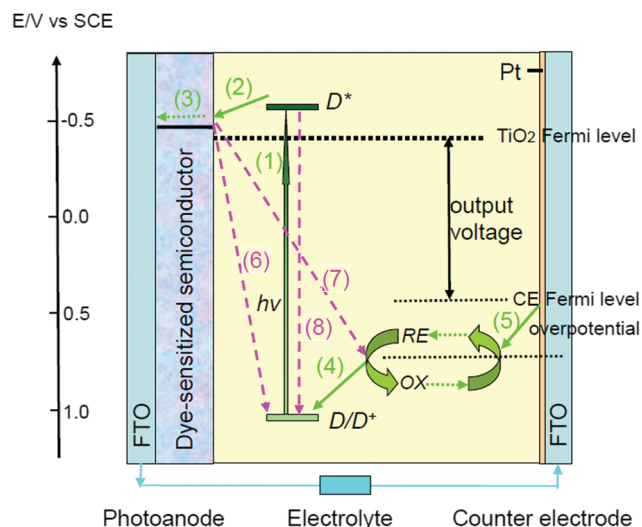 E/V vs SCE
Pt
(3)
(2)
D*
-0.5
TiO2 Fermi level
(1)
output
voltage
0.0
Dye-sensitized semiconductor
(6)
(7)
hν
(8)
CE Fermi level
0.5
RE
(5)
overpotential
(4)
OX
1.0
D/D+
FTO
FTO
Photoanode
Electrolyte
Counter electrode